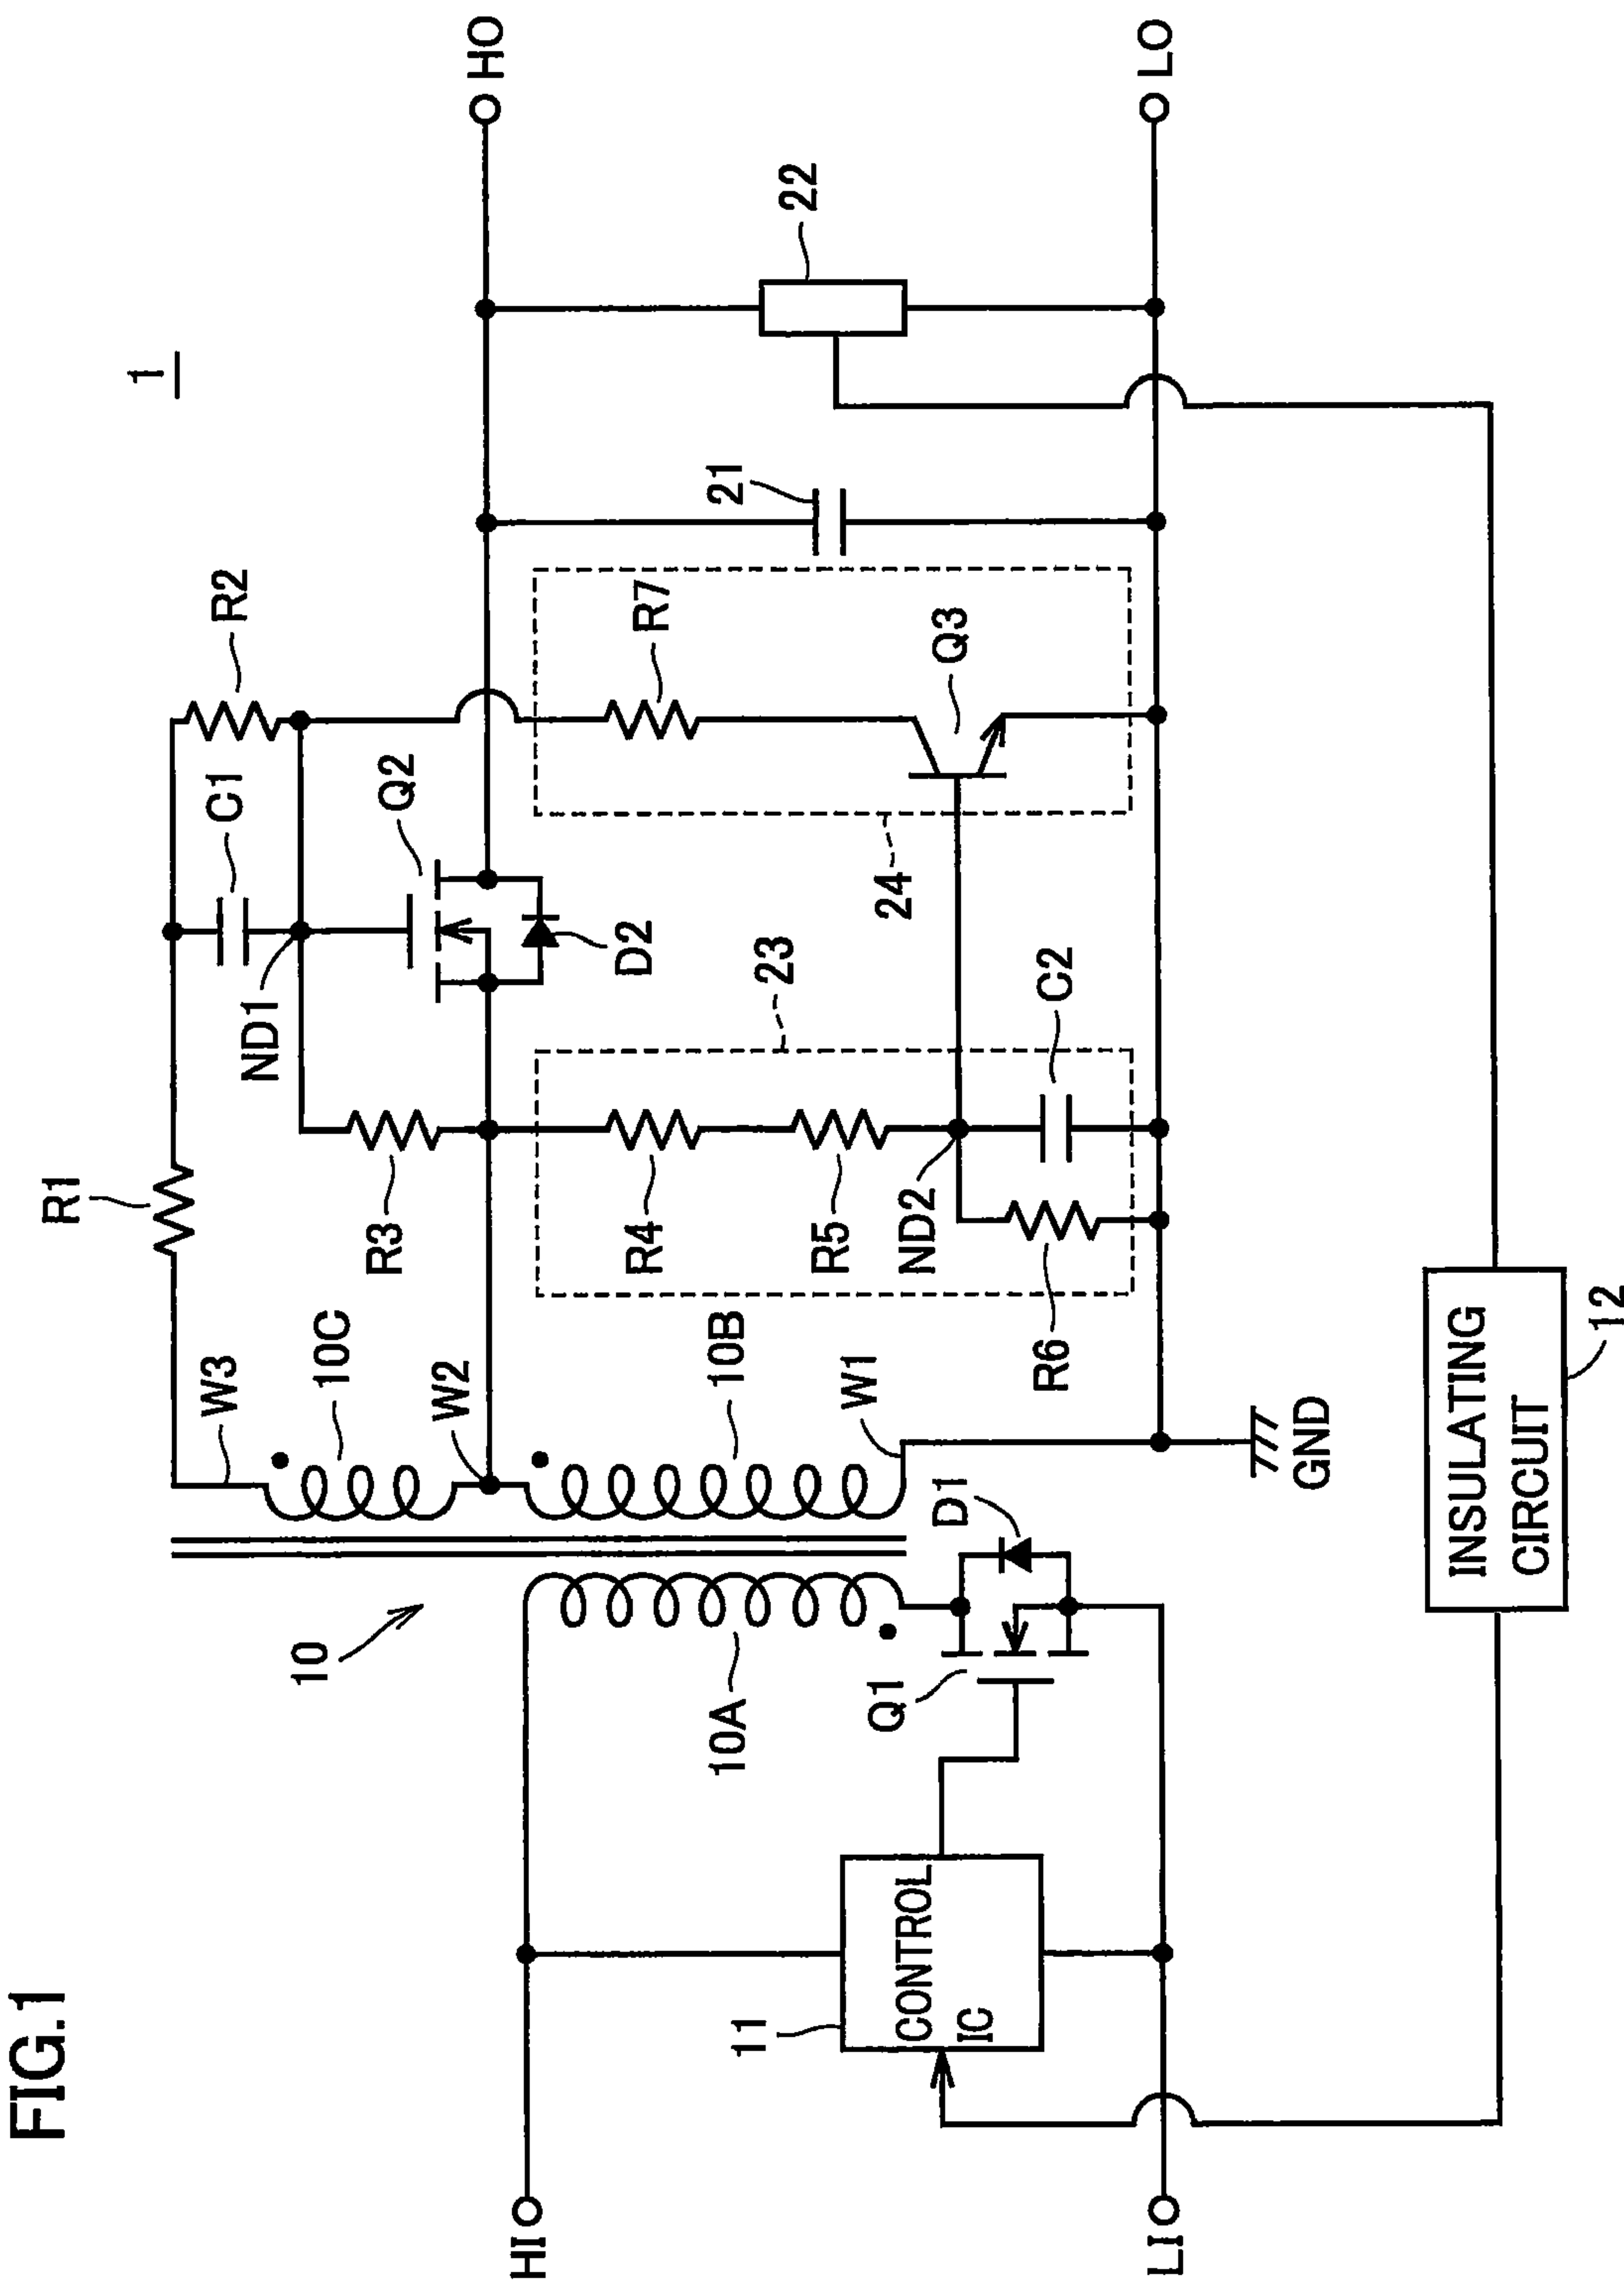 FIG.1
1
HO
LO
HI
LI
10
10A
10B
10C
W1
W2
W3
R1
R2
R3
R4
R5
R6
R7
C1
C2
ND1
ND2
Q1
Q2
Q3
D1
D2
21
22
23
24
GND
11
CONTROL
IC
INSULATING
CIRCUIT
12